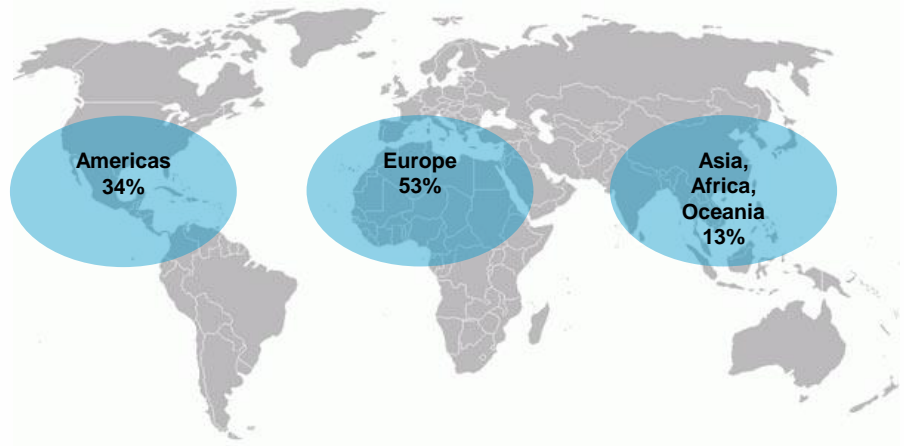 Americas
34%
Europe
53%
Asia,
Africa,
Oceania
13%